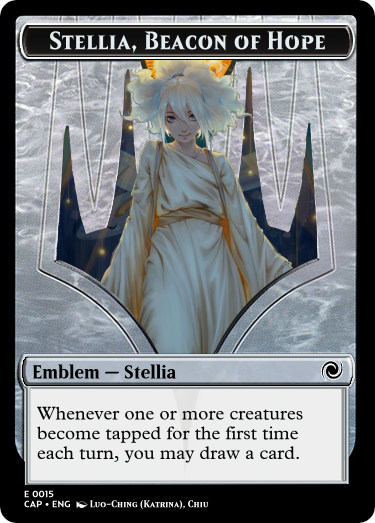 Stellia, Beacon of Hope
Emblem — Stellia
Whenever one or more creatures
become tapped for the first time
each turn, you may draw a card.
E 0015
CAP • ENG Luo-Ching (Katrina), Chiu